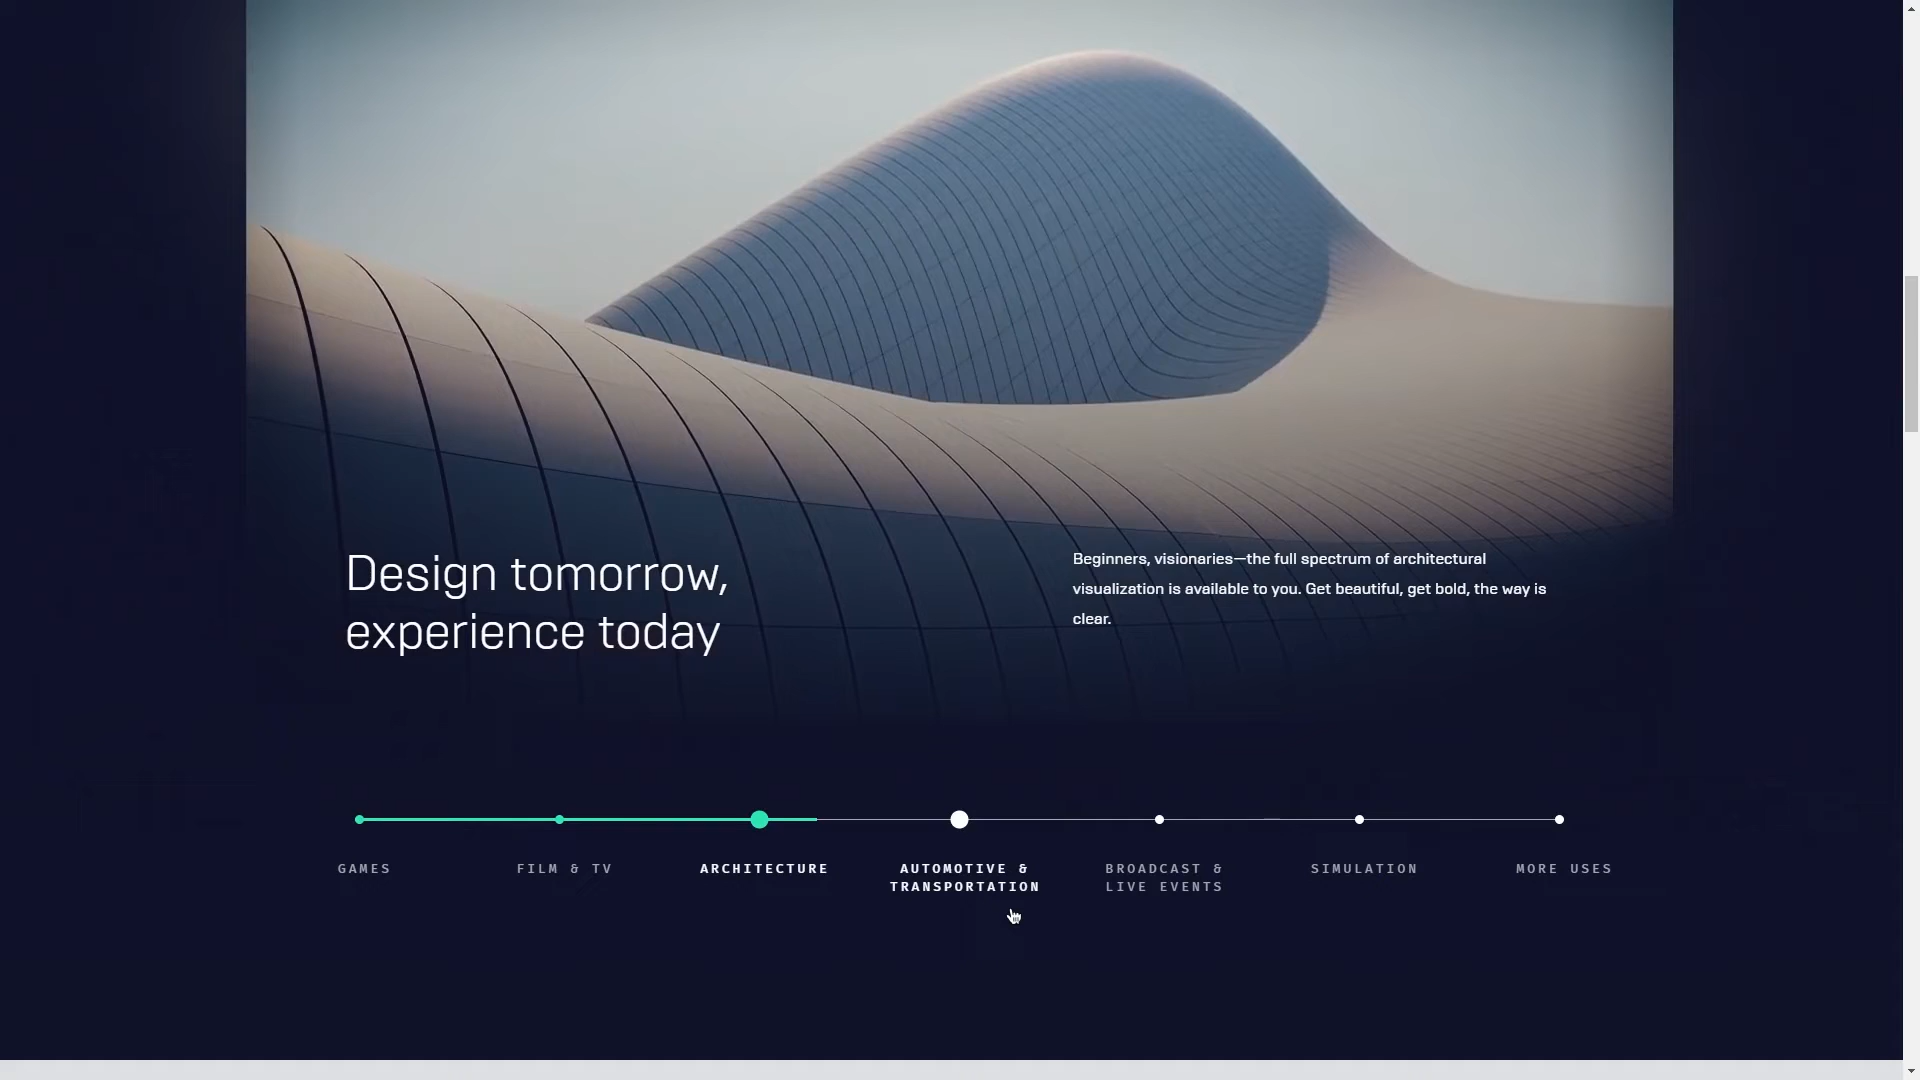 Design tomorrow,
experience today
Beginners, visionaries—the full spectrum of architectural
visualization is available to you. Get beautiful, get bold, the way is
clear.
GAMES
FILM & TV
ARCHITECTURE
AUTOMOTIVE &
TRANSPORTATION
BROADCAST &
LIVE EVENTS
SIMULATION
MORE USES